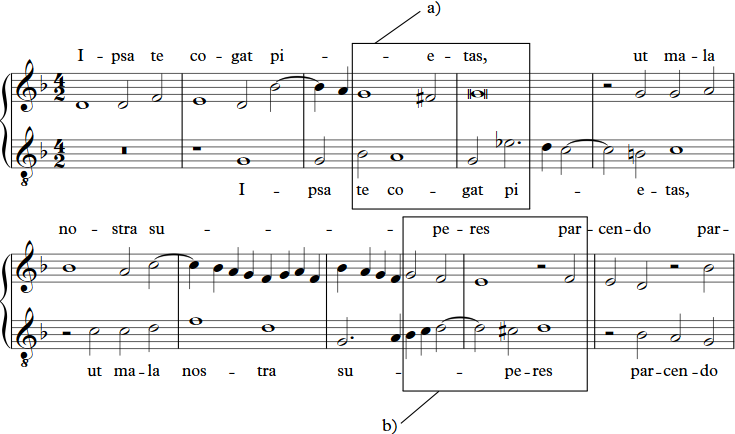 a)
I - psa te co - gat pi - - e - tas, ut ma - la
4 2
4 2
8
I - psa te co - gat pi - - e - tas,
no - stra su - - - - pe - res par - cen - do par -
8
ut ma - la nos - tra su - - pe - res par - cen - do
b)